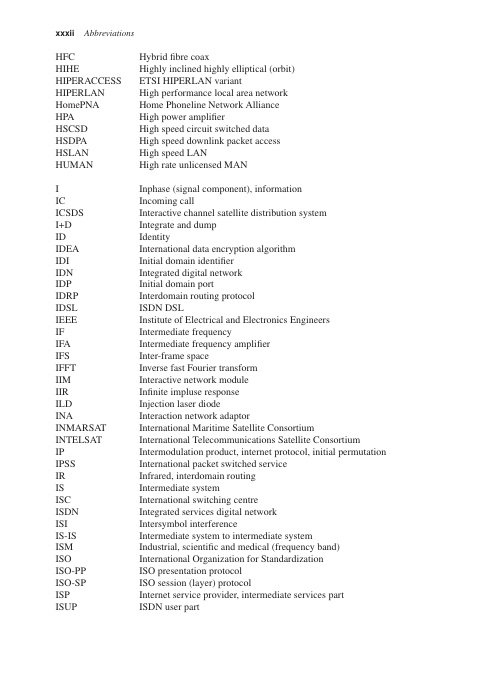 xxxii Abbreviations
HFC Hybrid fibre coax
HIHE Highly inclined highly elliptical (orbit)
HIPERACCESS ETSI HIPERLAN variant
HIPERLAN High performance local area network
HomePNA Home Phoneline Network Alliance
HPA High power amplifier
HSCSD High speed circuit switched data
HSDPA High speed downlink packet access
HSLAN High speed LAN
HUMAN High rate unlicensed MAN
I Inphase (signal component), information
IC Incoming call
ICSDS Interactive channel satellite distribution system
I+D Integrate and dump
ID Identity
IDEA International data encryption algorithm
IDI Initial domain identifier
IDN Integrated digital network
IDP Initial domain port
IDRP Interdomain routing protocol
IDSL ISDN DSL
IEEE Institute of Electrical and Electronics Engineers
IF Intermediate frequency
IFA Intermediate frequency amplifier
IFS Inter-frame space
IFFT Inverse fast Fourier transform
IIM Interactive network module
IIR Infinite impluse response
ILD Injection laser diode
INA Interaction network adaptor
INMARSAT International Maritime Satellite Consortium
INTELSAT International Telecommunications Satellite Consortium
IP Intermodulation product, internet protocol, initial permutation
IPSS International packet switched service
IR Infrared, interdomain routing
IS Intermediate system
ISC International switching centre
ISDN Integrated services digital network
ISI Intersymbol interference
IS-IS Intermediate system to intermediate system
ISM Industrial, scientific and medical (frequency band)
ISO International Organization for Standardization
ISO-PP ISO presentation protocol
ISO-SP ISO session (layer) protocol
ISP Internet service provider, intermediate services part
ISUP ISDN user part